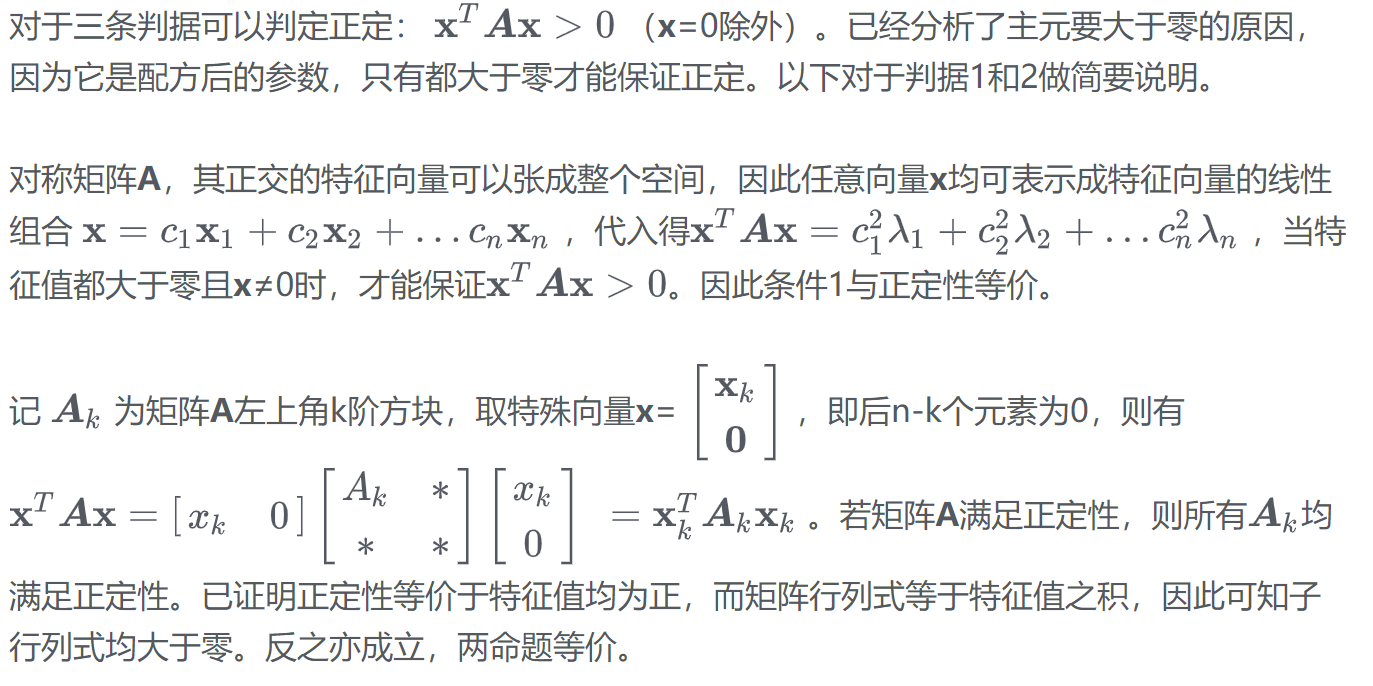 对于三条判据可以判定正定： $\mathbf{x}^T \boldsymbol{A}\mathbf{x} > 0$ （x=0除外）。已经分析了主元要大于零的原因，
因为它是配方后的参数，只有都大于零才能保证正定。以下对于判据1和2做简要说明。
对称矩阵A，其正交的特征向量可以张成整个空间，因此任意向量x均可表示成特征向量的线性
组合 $\mathbf{x} = c_1\mathbf{x}_1 + c_2\mathbf{x}_2 + \ldots c_n\mathbf{x}_n$ ，代入得$\mathbf{x}^T \boldsymbol{A}\mathbf{x} = c_1^2\lambda_1 + c_2^2\lambda_2 + \ldots c_n^2\lambda_n$ ，当特
征值都大于零且x≠0时，才能保证$\mathbf{x}^T \boldsymbol{A}\mathbf{x} > 0$。因此条件1与正定性等价。
记 $\boldsymbol{A}_k$ 为矩阵A左上角k阶方块，取特殊向量x= $\begin{bmatrix} \mathbf{x}_k \\ \mathbf{0} \end{bmatrix}$ ，即后n-k个元素为0，则有
$\mathbf{x}^T \boldsymbol{A}\mathbf{x} = [x_k \quad 0] \begin{bmatrix} A_k & * \\ * & * \end{bmatrix} \begin{bmatrix} x_k \\ 0 \end{bmatrix} = \mathbf{x}_k^T \boldsymbol{A}_k \mathbf{x}_k$ 。若矩阵A满足正定性，则所有$\boldsymbol{A}_k$均
满足正定性。已证明正定性等价于特征值均为正，而矩阵行列式等于特征值之积，因此可知子
行列式均大于零。反之亦成立，两命题等价。